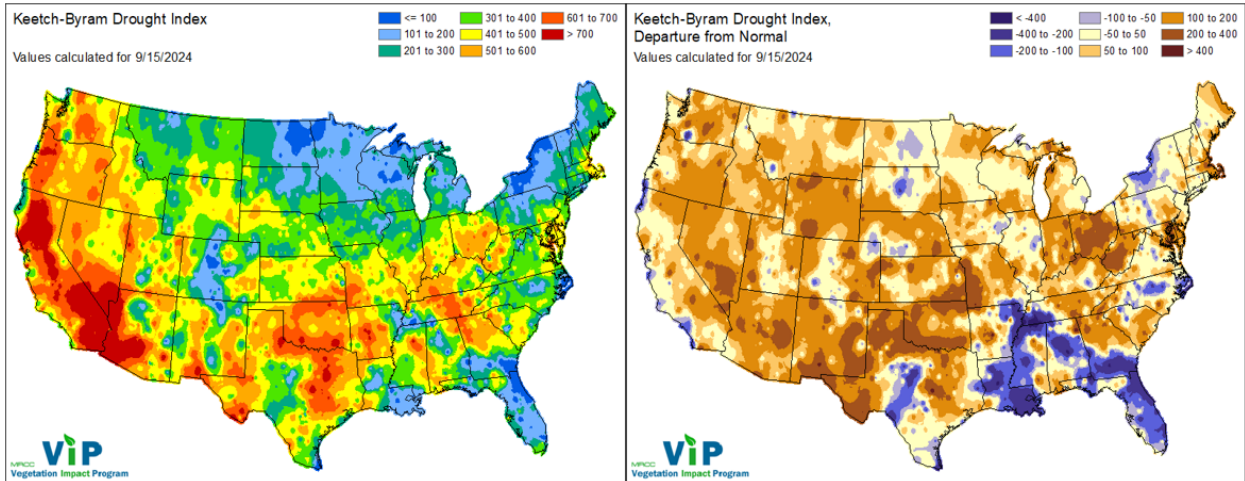 Keetch-Byram Drought Index
Values calculated for 9/15/2024
<= 100
101 to 200
201 to 300
301 to 400
401 to 500
501 to 600
601 to 700
> 700
MRCC
ViP
Vegetation Impact Program
Keetch-Byram Drought Index,
Departure from Normal
Values calculated for 9/15/2024
< -400
-400 to -200
-200 to -100
-100 to -50
-50 to 50
50 to 100
100 to 200
200 to 400
> 400
MRCC
ViP
Vegetation Impact Program